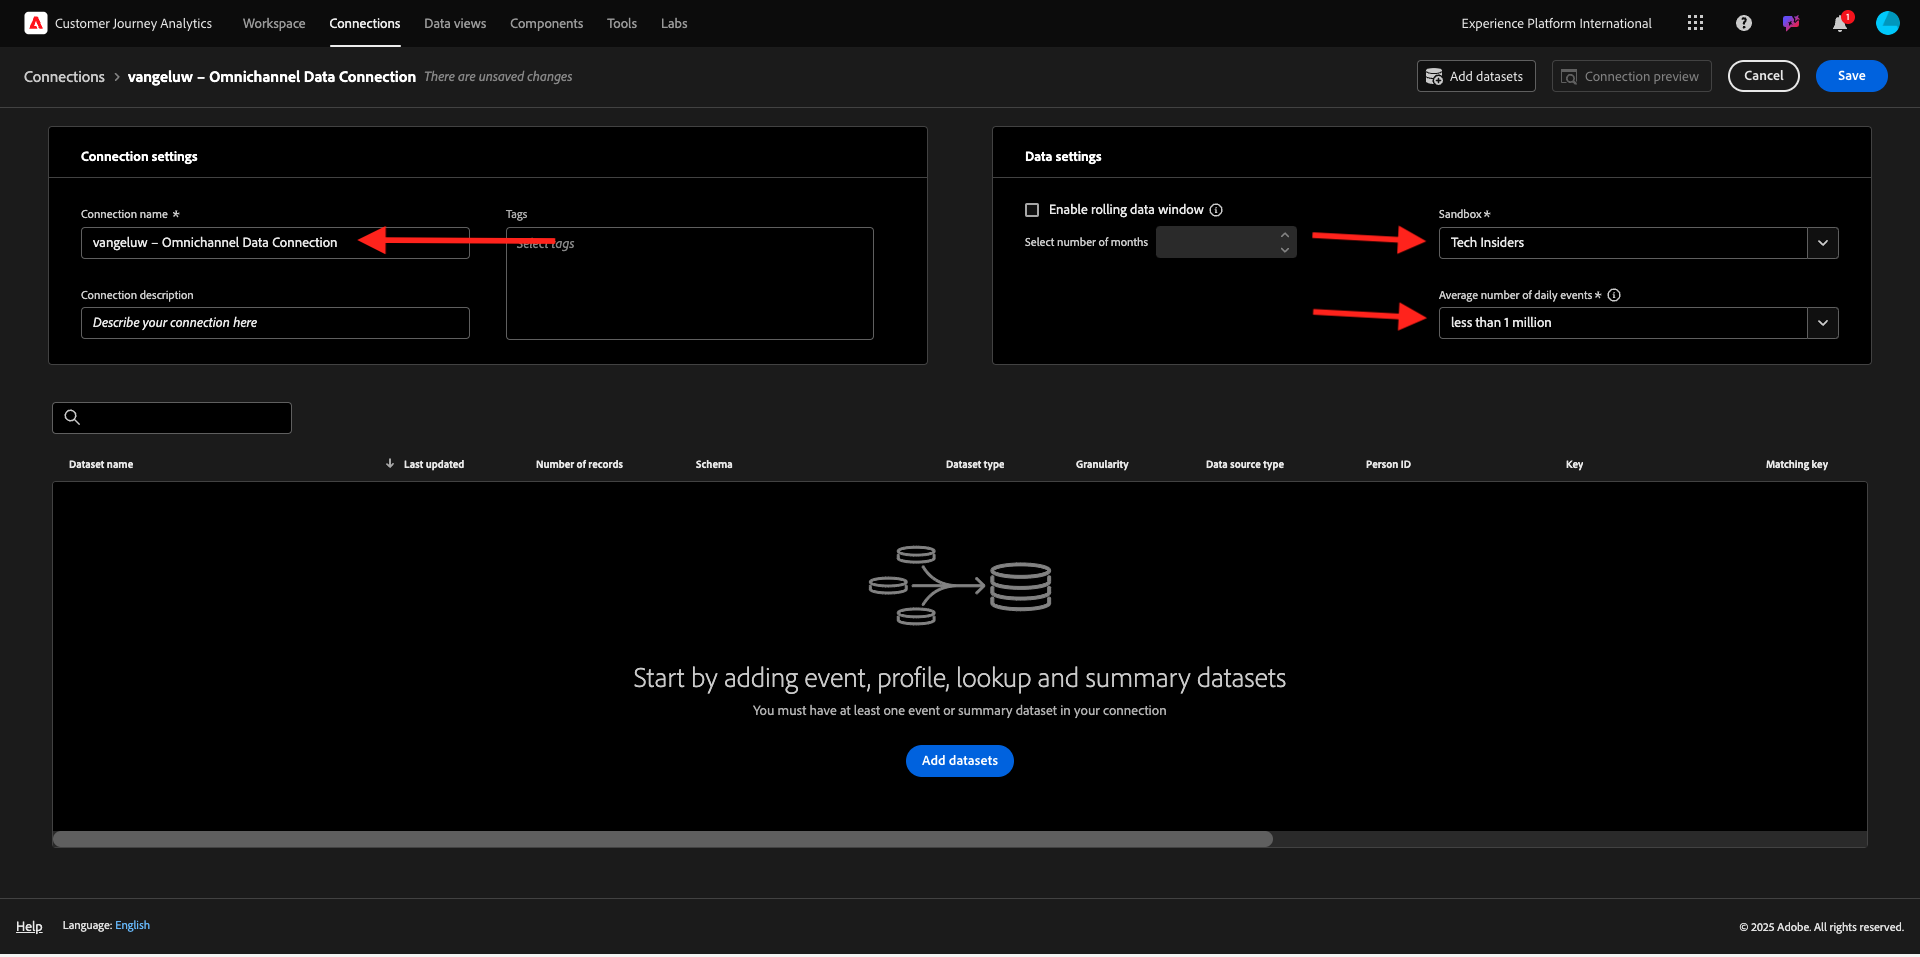 Customer Journey Analytics Workspace Connections Data views Components Tools Labs Experience Platform International 1
Connections > vangeluw – Omnichannel Data Connection There are unsaved changes Add datasets Connection preview Cancel Save
Connection settings
Connection name *
vangeluw – Omnichannel Data Connection
Tags
Select tags
Connection description
Describe your connection here
Data settings
Enable rolling data window
Select number of months
Sandbox *
Tech Insiders
Average number of daily events *
less than 1 million
Dataset name Last updated Number of records Schema Dataset type Granularity Data source type Person ID Key Matching key
Start by adding event, profile, lookup and summary datasets
You must have at least one event or summary dataset in your connection
Add datasets
Help Language: English © 2025 Adobe. All rights reserved.